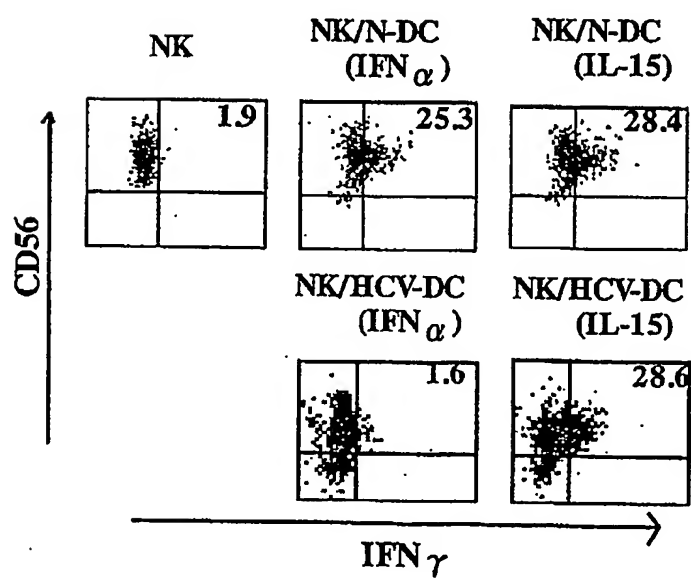 NK
NK/N-DC
(IFNα)
NK/N-DC
(IL-15)
1.9
25.3
28.4
CD56
NK/HCV-DC
(IFNα)
NK/HCV-DC
(IL-15)
1.6
28.6
IFNγ